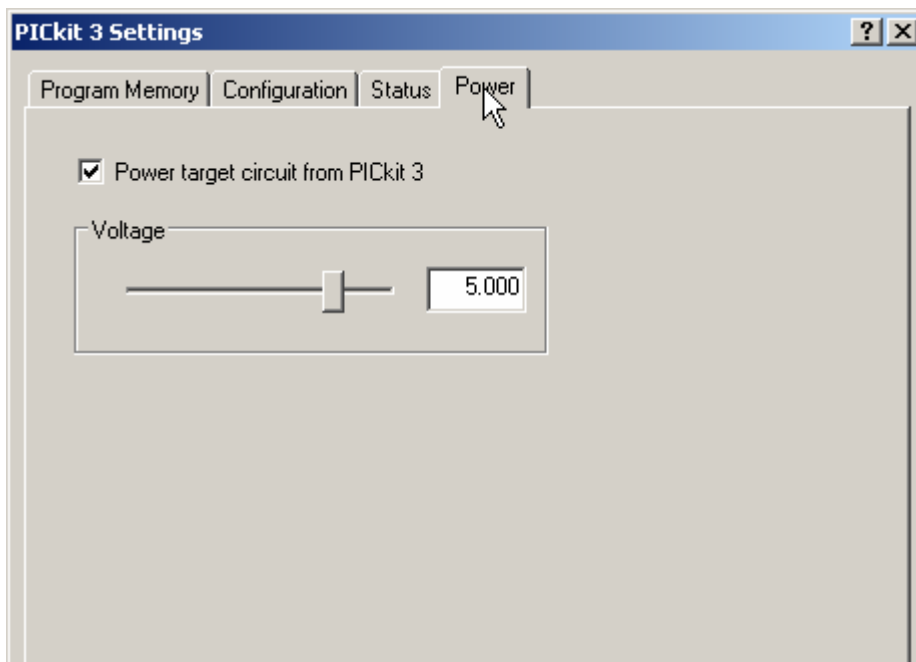 PICkit 3 Settings
Program Memory Configuration Status Power
Power target circuit from PICkit 3
Voltage
5.000